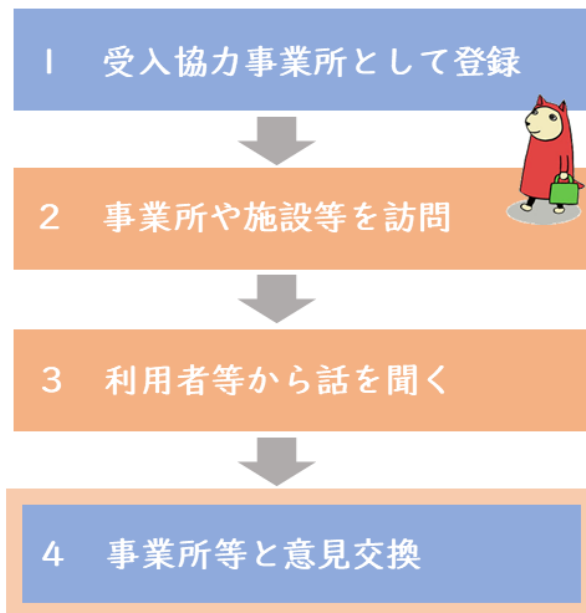 1 受入協力事業所として登録
2 事業所や施設等を訪問
3 利用者等から話を聞く
4 事業所等と意見交換